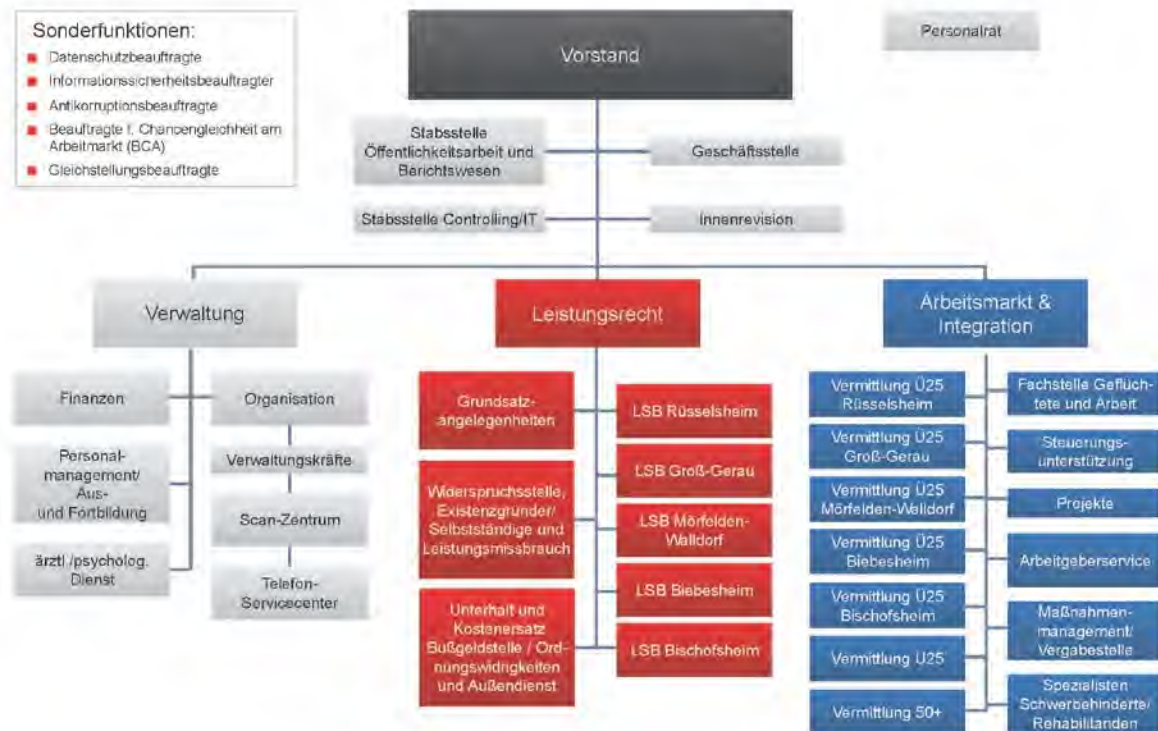 Sonderfunktionen:
Datenschutzbeauftragte
Informationssicherheitsbeauftragter
Antikorruptionsbeauftragte
Beauftragte f. Chancengleichheit am
Arbeitmarkt (BCA)
Gleichstellungsbeauftragte
Vorstand
Personalrat
Stabsstelle
Öffentlichkeitsarbeit und
Berichtswesen
Geschäftsstelle
Stabsstelle Controlling/IT
Innenrevision
Verwaltung
Finanzen
Personal-
management/
Aus-
und Fortbildung
ärztl./psycholog.
Dienst
Organisation
Verwaltungskräfte
Scan-Zentrum
Telefon-
Servicecenter
Leistungsrecht
Grundsatz-
angelegenheiten
Widerspruchsstelle,
Existenzgründer/
Selbstständige und
Leistungsmissbrauch
Unterhalt und
Kostenersatz
Bußgeldstelle / Ord-
nungswidrigkeiten
und Außendienst
LSB Rüsselsheim
LSB Groß-Gerau
LSB Mörfelden-
Walldorf
LSB Biebesheim
LSB Bischofsheim
Arbeitsmarkt &
Integration
Vermittlung Ü25
Rüsselsheim
Vermittlung Ü25
Groß-Gerau
Vermittlung Ü25
Mörfelden-Walldorf
Vermittlung Ü25
Biebesheim
Vermittlung Ü25
Bischofsheim
Vermittlung U25
Vermittlung 50+
Fachstelle Geflüch-
tete und Arbeit
Steuerungs-
unterstützung
Projekte
Arbeitgeberservice
Maßnahmen-
management/
Vergabestelle
Spezialisten
Schwerbehinderte/
Rehabilitanden